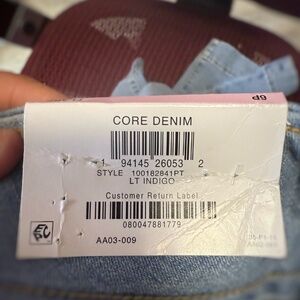 CORE DENIM
1 94145 26053 2
STYLE 100182841PT
LT INDIGO
Customer Return Label
080047881779
AA03-009
6P